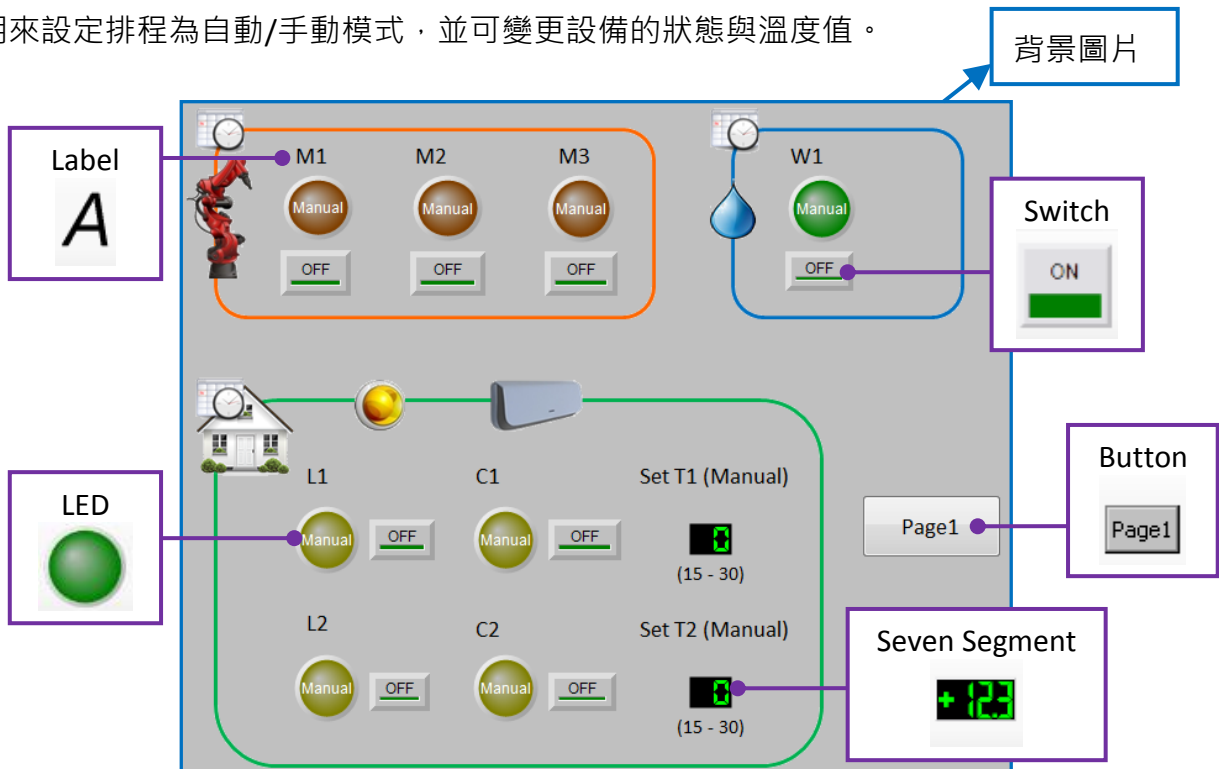 用來設定排程為自動/手動模式，並可變更設備的狀態與溫度值。
背景圖片
Label
A
M1 M2 M3
Manual Manual Manual
OFF OFF OFF
W1
Manual
OFF
Switch
ON
LED
L1 C1 Set T1 (Manual)
Manual OFF Manual OFF 0
(15 - 30)
Page1
Button
Page1
L2 C2 Set T2 (Manual)
Manual OFF Manual OFF 0
(15 - 30)
Seven Segment
+12.3